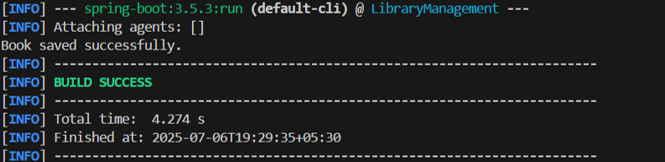 [INFO] --- spring-boot:3.5.3:run (default-cli) @ LibraryManagement ---
[INFO] Attaching agents: []
Book saved successfully.
[INFO] ------------------------------------------------------------------------
[INFO] BUILD SUCCESS
[INFO] ------------------------------------------------------------------------
[INFO] Total time:  4.274 s
[INFO] Finished at: 2025-07-06T19:29:35+05:30
[INFO] ------------------------------------------------------------------------